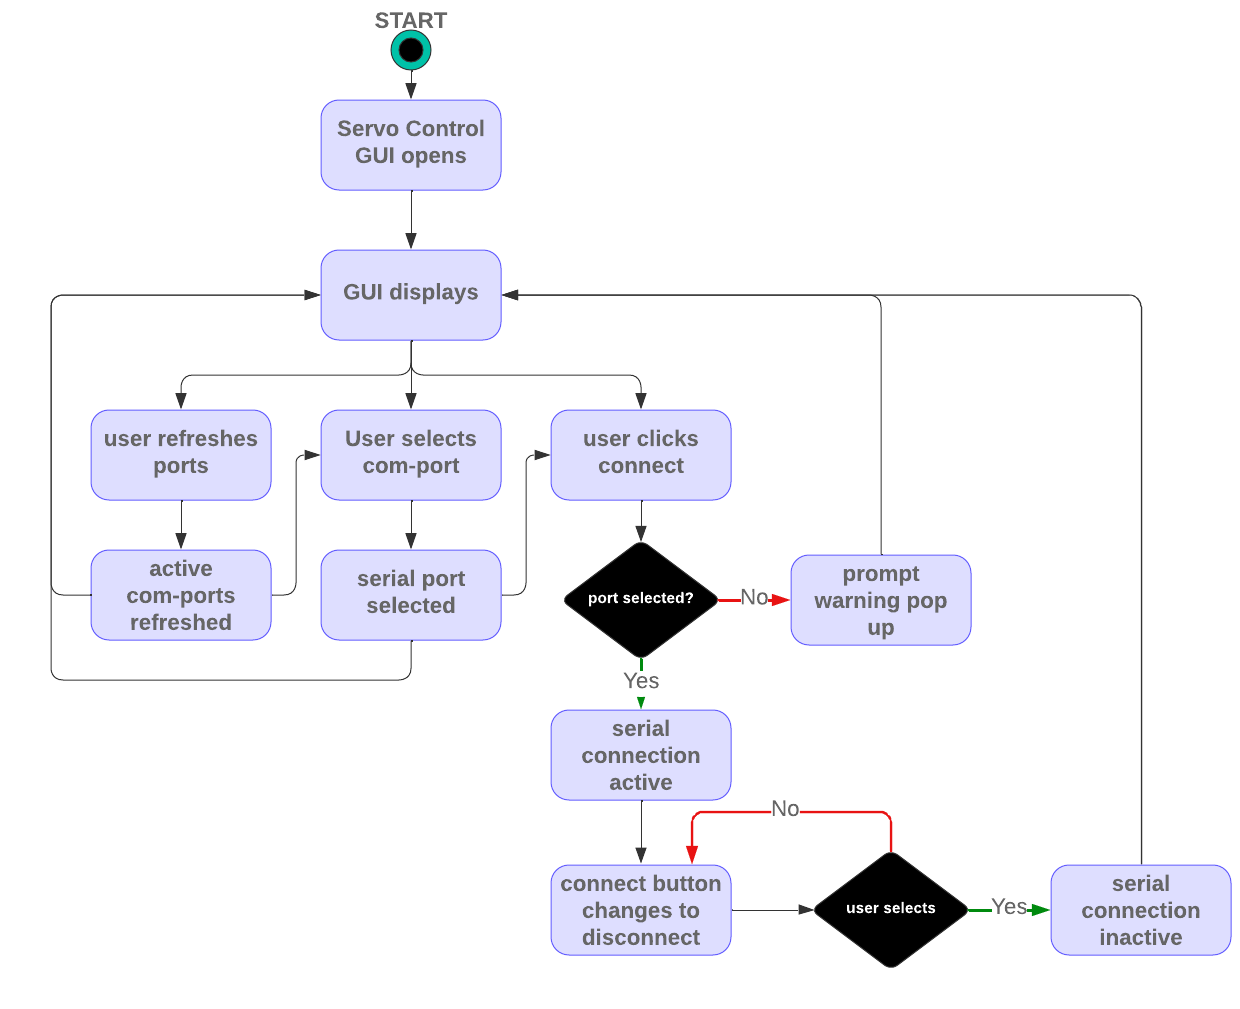 START
Servo Control
GUI opens
GUI displays
user refreshes
ports
User selects
com-port
user clicks
connect
active
com-ports
refreshed
serial port
selected
port selected?
No
prompt
warning pop
up
Yes
serial
connection
active
No
connect button
changes to
disconnect
user selects
Yes
serial
connection
inactive